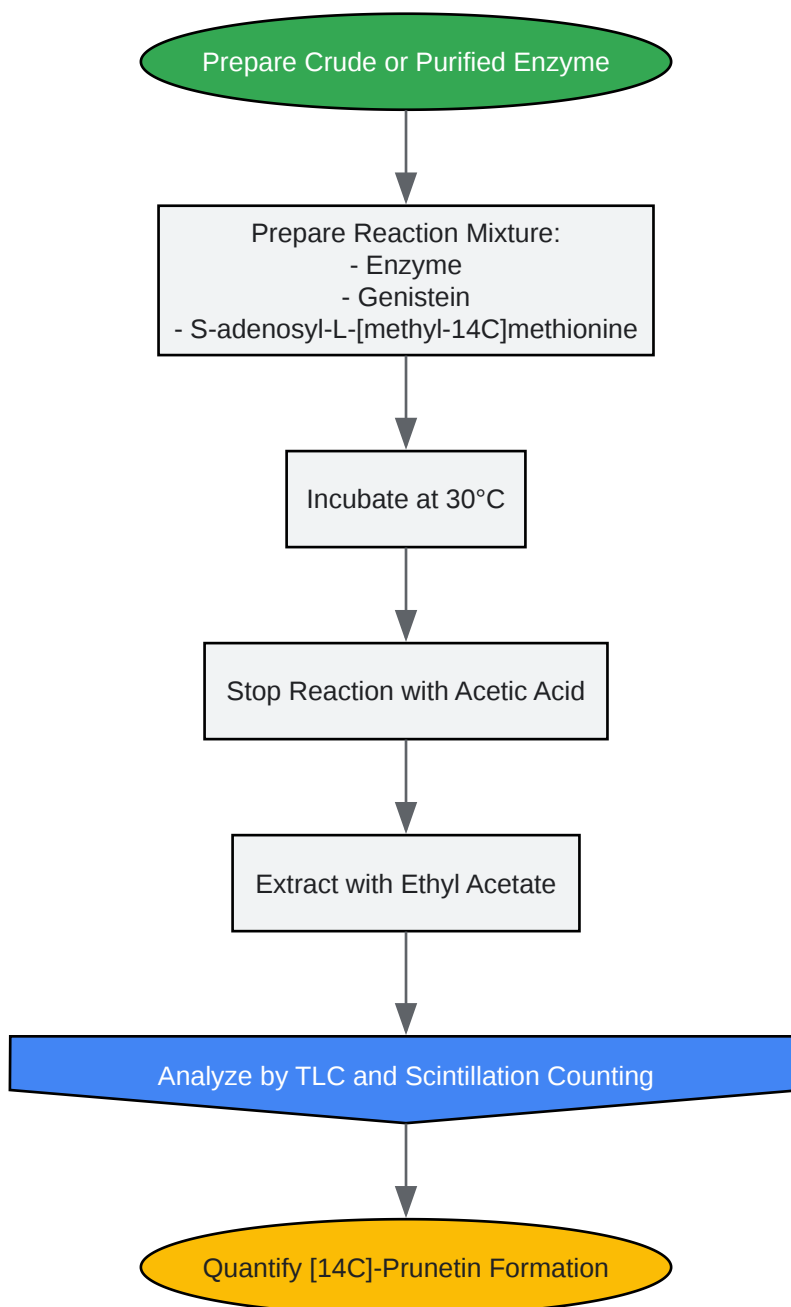 Prepare Crude or Purified Enzyme
Prepare Reaction Mixture:
- Enzyme
- Genistein
- S-adenosyl-L-[methyl-14C]methionine
Incubate at 30°C
Stop Reaction with Acetic Acid
Extract with Ethyl Acetate
Analyze by TLC and Scintillation Counting
Quantify [14C]-Prunetin Formation